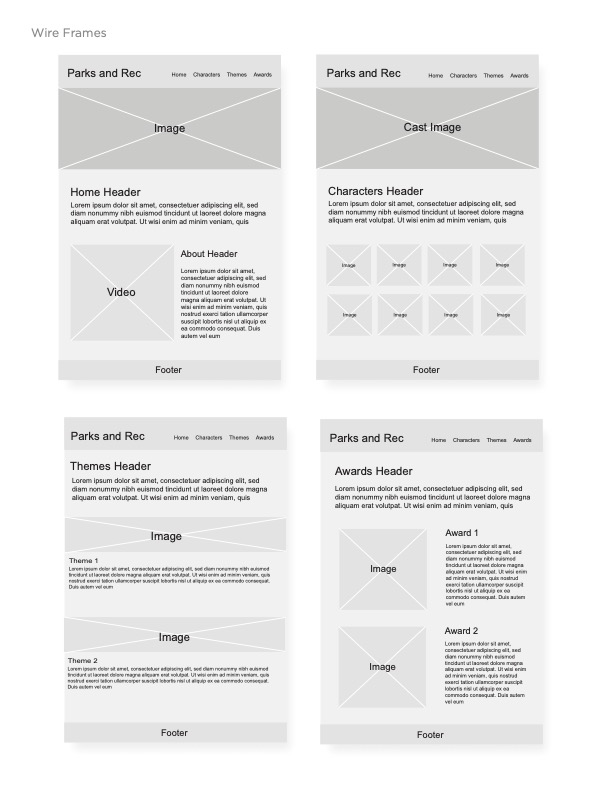 Wire Frames
Parks and Rec
Home Characters Themes Awards
Image
Home Header
Lorem ipsum dolor sit amet, consectetuer adipiscing elit, sed
diam nonummy nibh euismod tincidunt ut laoreet dolore magna
aliquam erat volutpat. Ut wisi enim ad minim veniam, quis
Video
About Header
Lorem ipsum dolor sit amet,
consectetuer adipiscing elit, sed
diam nonummy nibh euismod
tincidunt ut laoreet dolore
magna aliquam erat volutpat. Ut
wisi enim ad minim veniam, quis
nostrud exerci tation ullamcorper
suscipit lobortis nisl ut aliquip ex
ea commodo consequat. Duis
autem vel eum
Footer
Parks and Rec
Home Characters Themes Awards
Cast Image
Characters Header
Lorem ipsum dolor sit amet, consectetuer adipiscing elit, sed
diam nonummy nibh euismod tincidunt ut laoreet dolore magna
aliquam erat volutpat. Ut wisi enim ad minim veniam, quis
Image Image Image Image
Image Image Image Image
Footer
Parks and Rec
Home Characters Themes Awards
Themes Header
Lorem ipsum dolor sit amet, consectetuer adipiscing elit, sed
diam nonummy nibh euismod tincidunt ut laoreet dolore magna
aliquam erat volutpat. Ut wisi enim ad minim veniam, quis
Image
Theme 1
Lorem ipsum dolor sit amet, consectetuer adipiscing elit, sed diam nonummy nibh euismod
tincidunt ut laoreet dolore magna aliquam erat volutpat. Ut wisi enim ad minim veniam, quis
nostrud exerci tation ullamcorper suscipit lobortis nisl ut aliquip ex ea commodo consequat.
Duis autem vel eum
Image
Theme 2
Lorem ipsum dolor sit amet, consectetuer adipiscing elit, sed diam nonummy nibh euismod
tincidunt ut laoreet dolore magna aliquam erat volutpat. Ut wisi enim ad minim veniam, quis
nostrud exerci tation ullamcorper suscipit lobortis nisl ut aliquip ex ea commodo consequat.
Duis autem vel eum
Footer
Parks and Rec
Home Characters Themes Awards
Awards Header
Lorem ipsum dolor sit amet, consectetuer adipiscing elit, sed
diam nonummy nibh euismod tincidunt ut laoreet dolore magna
aliquam erat volutpat. Ut wisi enim ad minim veniam, quis
Image
Award 1
Lorem ipsum dolor sit amet,
consectetuer adipiscing elit, sed
diam nonummy nibh euismod
tincidunt ut laoreet dolore magna
aliquam erat volutpat. Ut wisi enim
ad minim veniam, quis nostrud
exerci tation ullamcorper suscipit
lobortis nisl ut aliquip ex ea
commodo consequat. Duis autem
vel eum
Image
Award 2
Lorem ipsum dolor sit amet,
consectetuer adipiscing elit, sed
diam nonummy nibh euismod
tincidunt ut laoreet dolore magna
aliquam erat volutpat. Ut wisi enim
ad minim veniam, quis nostrud
exerci tation ullamcorper suscipit
lobortis nisl ut aliquip ex ea
commodo consequat. Duis autem
vel eum
Footer